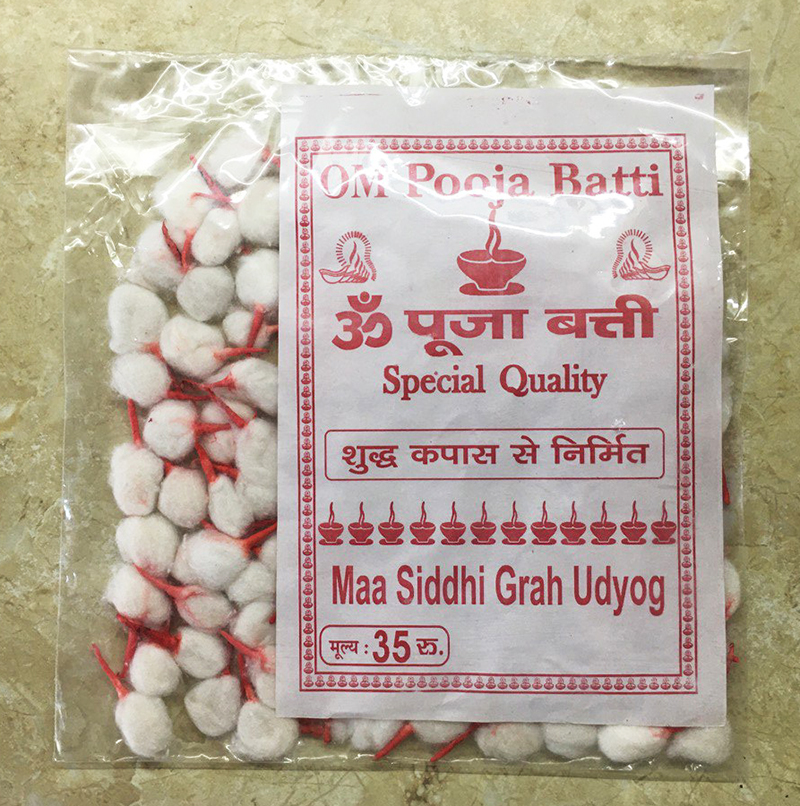 OM Pooja Batti
ॐ पूजा बत्ती
Special Quality
शुद्ध कपास से निर्मित
Maa Siddhi Grah Udyog
मूल्य : 35 रु.